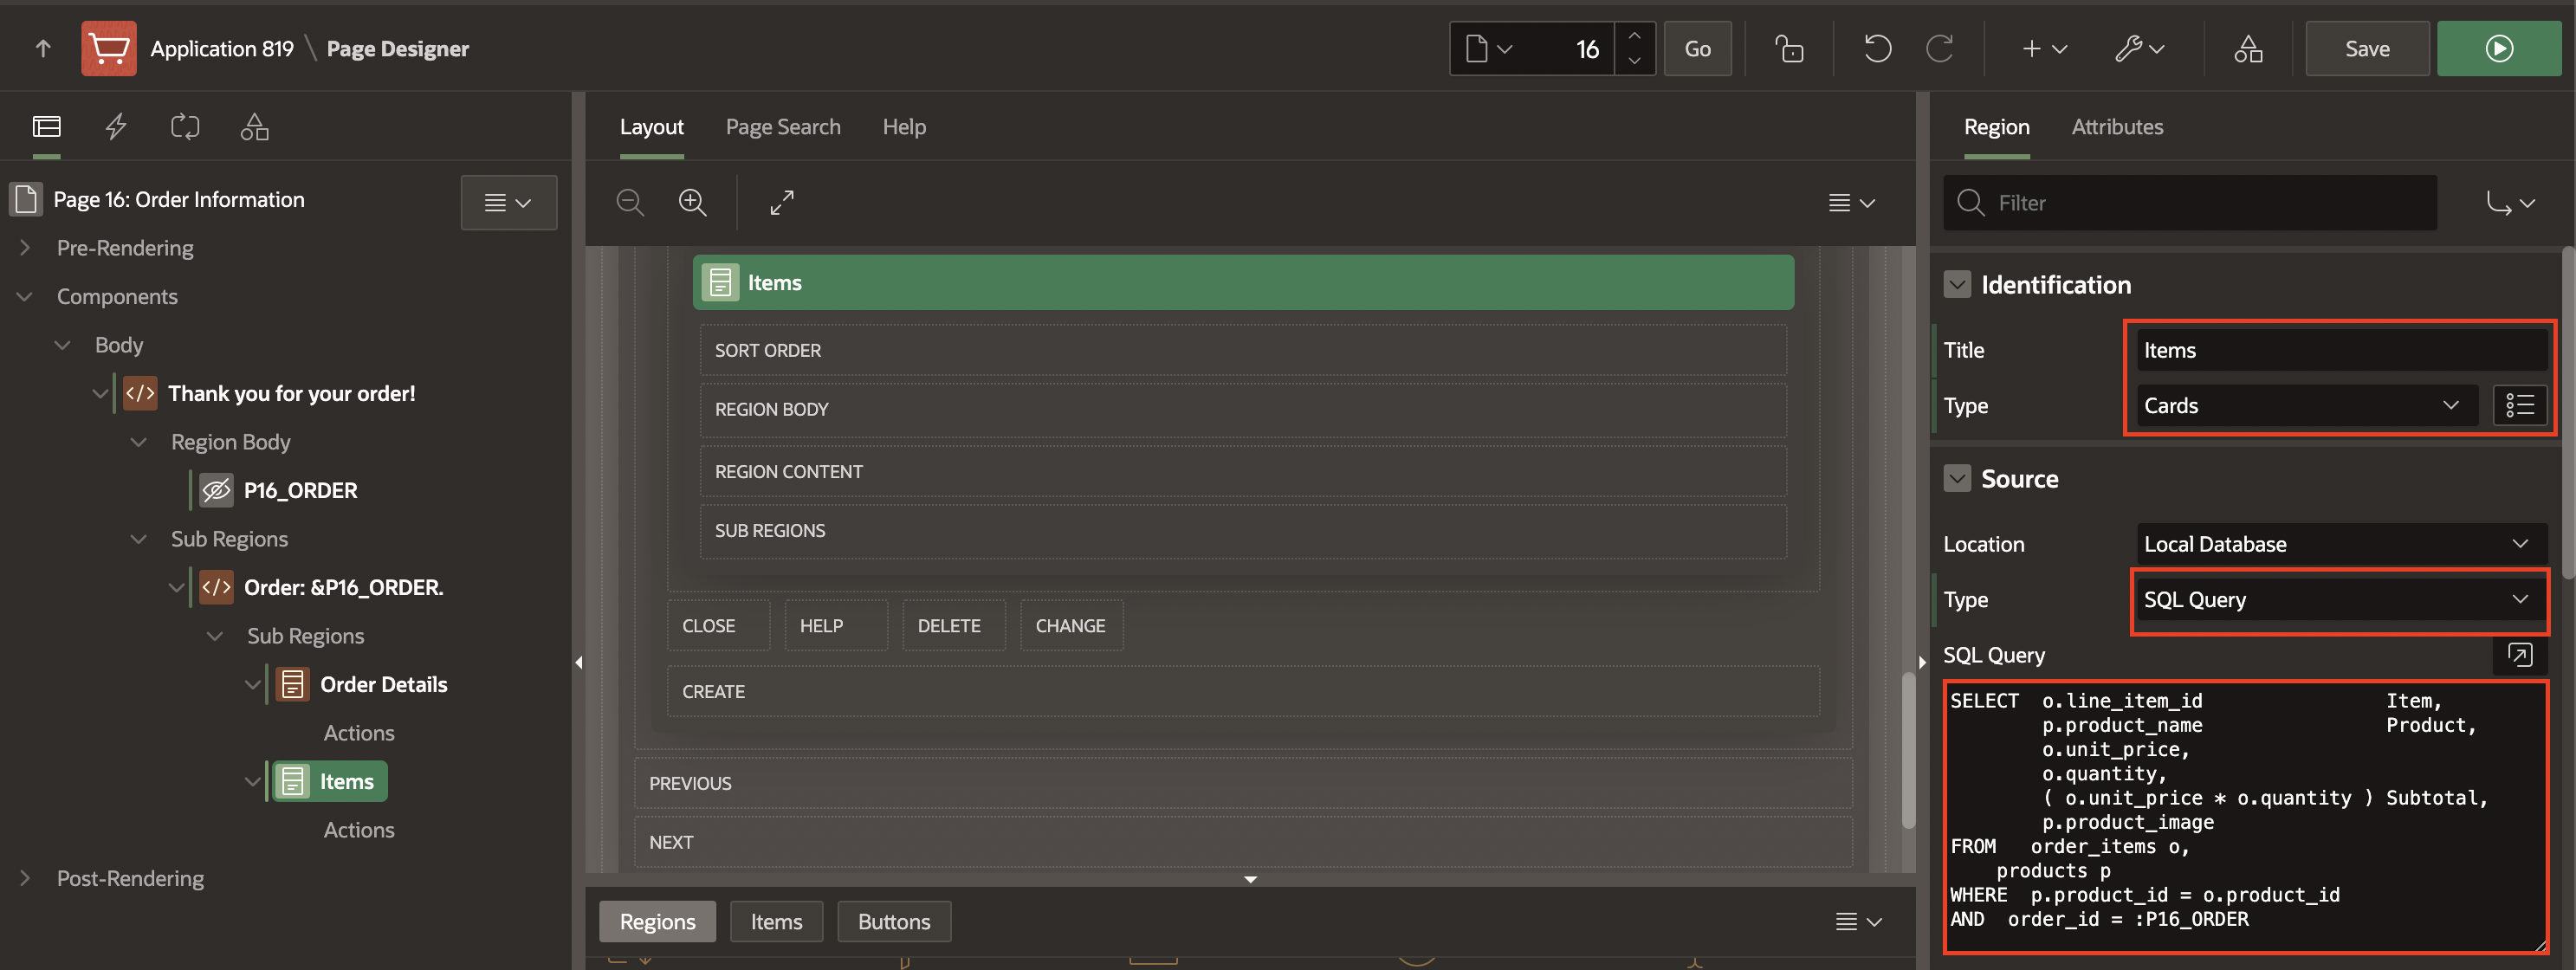 Application 819 \ Page Designer
16
Go
Save
Page 16: Order Information
Pre-Rendering
Components
Body
Thank you for your order!
Region Body
P16_ORDER
Sub Regions
Order: &P16_ORDER.
Sub Regions
Order Details
Actions
Items
Actions
Post-Rendering
Layout Page Search Help
Items
SORT ORDER
REGION BODY
REGION CONTENT
SUB REGIONS
CLOSE HELP DELETE CHANGE
CREATE
PREVIOUS
NEXT
Regions Items Buttons
Region Attributes
Filter
Identification
Title Items
Type Cards
Source
Location Local Database
Type SQL Query
SQL Query
SELECT o.line_item_id Item,
p.product_name Product,
o.unit_price,
o.quantity,
( o.unit_price * o.quantity ) Subtotal,
p.product_image
FROM order_items o,
products p
WHERE p.product_id = o.product_id
AND order_id = :P16_ORDER